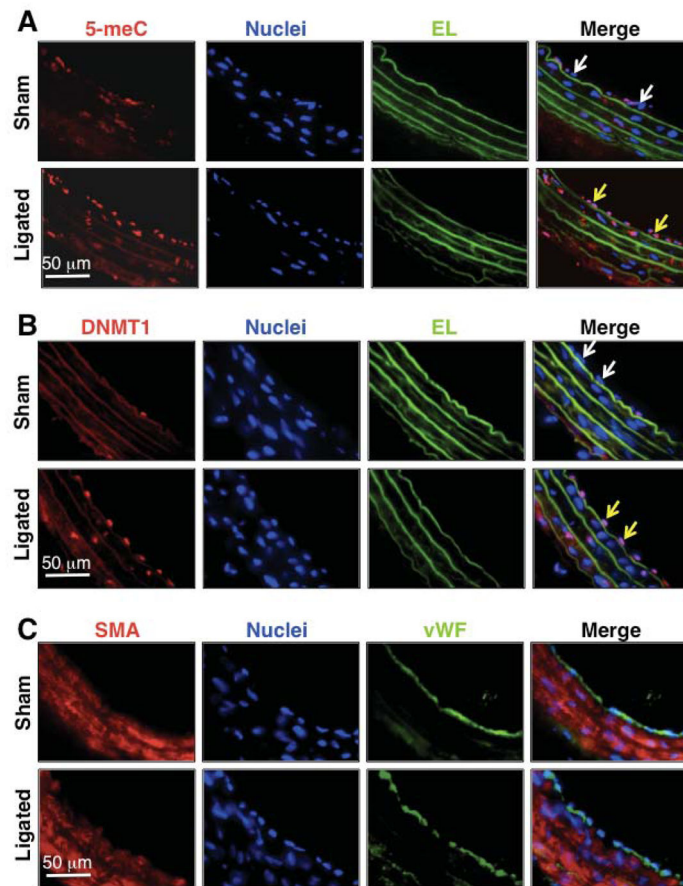 A
5-meC Nuclei EL Merge
Sham
Ligated
50 μm
B
DNMT1 Nuclei EL Merge
Sham
Ligated
50 μm
C
SMA Nuclei vWF Merge
Sham
Ligated
50 μm